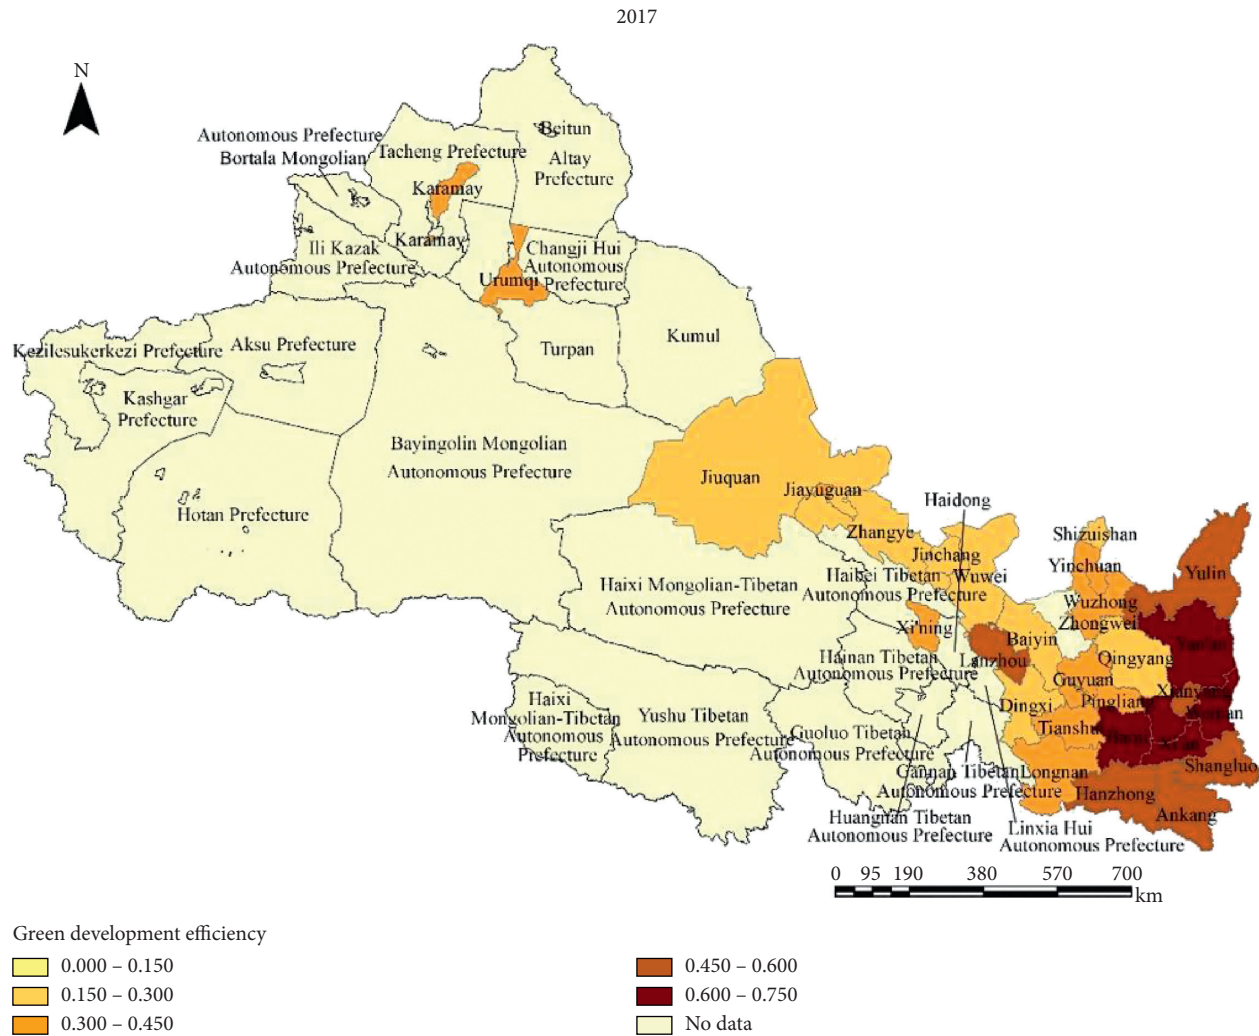 2017
N
Beitun
Autonomous Prefecture
Bortala Mongolian
Tacheng Prefecture
Altay
Prefecture
Karamay
Karamay
Ili Kazak
Autonomous Prefecture
Changji Hui
Autonomous
Prefecture
Urumqi
Kumul
Turpan
Kezilesukerkezi Prefecture
Aksu Prefecture
Kashgar
Prefecture
Bayingolin Mongolian
Autonomous Prefecture
Hotan Prefecture
Jiuquan
Jiayuguan
Haidong
Zhangye
Jinchang
Wuwei
Shizuishan
Yinchuan
Yulin
Haibei Tibetan
Autonomous Prefecture
Haixi Mongolian-Tibetan
Autonomous Prefecture
Wuzhong
Zhongwei
Xi'ning
Baiyin
Yan'an
Lanzhou
Qingyang
Hainan Tibetan
Autonomous Prefecture
Guyuan
Xianyang
Pingliang
Dingxi
Haixi
Mongolian-Tibetan
Autonomous
Prefecture
Yushu Tibetan
Autonomous Prefecture
Guoluo Tibetan
Autonomous Prefecture
Tianshui
Xi'an
Shangluo
Gannan Tibetan
Autonomous Prefecture
Longnan
Hanzhong
Ankang
Huangnan Tibetan
Autonomous Prefecture
Linxia Hui
Autonomous Prefecture
0 95 190 380 570 700
km
Green development efficiency
0.000 – 0.150
0.150 – 0.300
0.300 – 0.450
0.450 – 0.600
0.600 – 0.750
No data